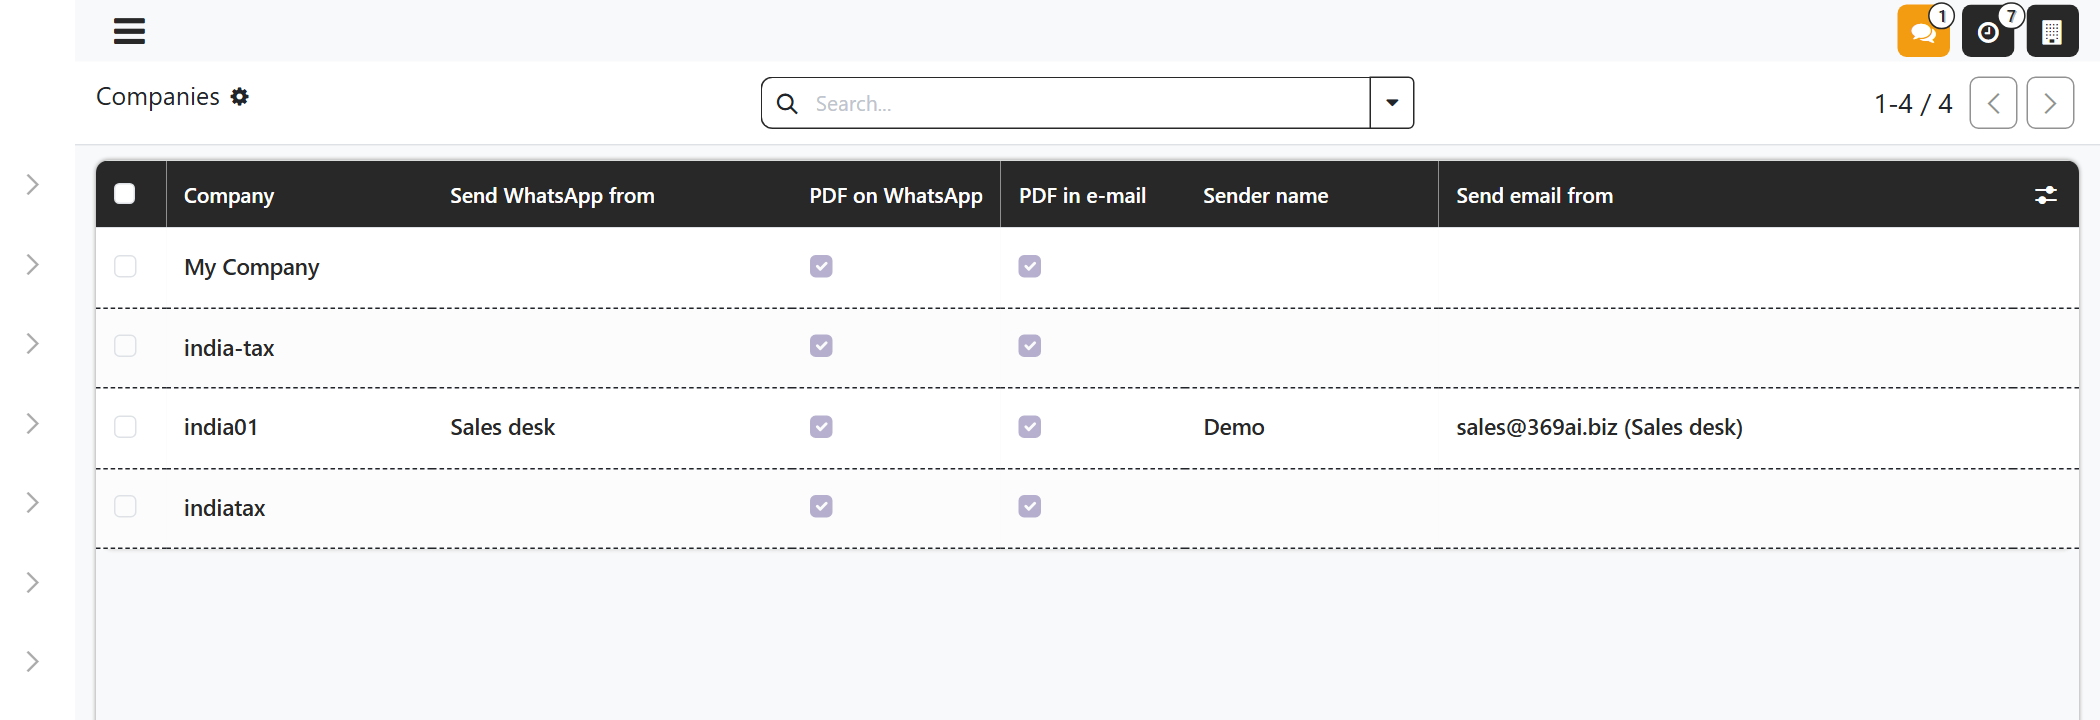 1
7
Companies
Search...
1-4 / 4
Company Send WhatsApp from PDF on WhatsApp PDF in e-mail Sender name Send email from
My Company
india-tax
india01 Sales desk Demo sales@369ai.biz (Sales desk)
indiatax